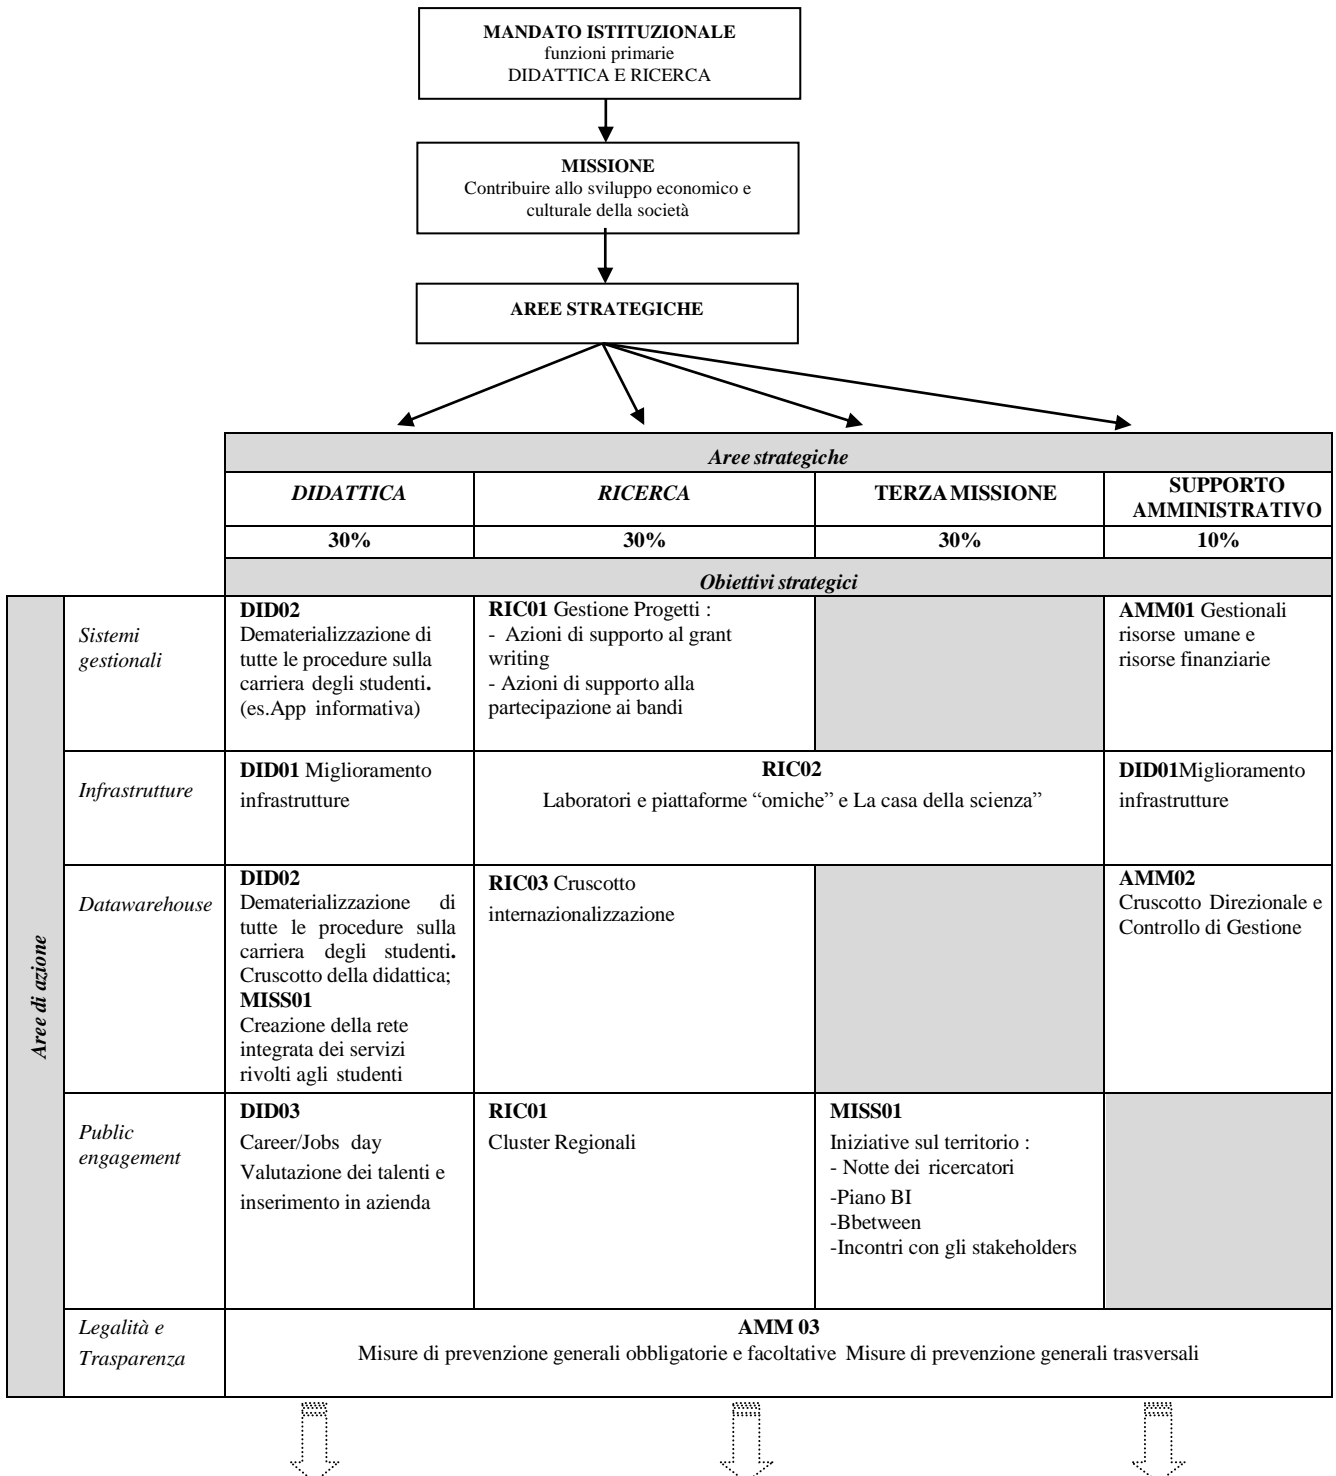 MANDATO ISTITUZIONALE
funzioni primarie
DIDATTICA E RICERCA
MISSIONE
Contribuire allo sviluppo economico e
culturale della società
AREE STRATEGICHE
Aree strategiche
DIDATTICA
RICERCA
TERZA MISSIONE
SUPPORTO
AMMINISTRATIVO
30%
30%
30%
10%
Obiettivi strategici
Aree di azione
Sistemi
gestionali
DID02
Dematerializzazione di
tutte le procedure sulla
carriera degli studenti.
(es.App informativa)
RIC01 Gestione Progetti :
- Azioni di supporto al grant
writing
- Azioni di supporto alla
partecipazione ai bandi
AMM01 Gestionali
risorse umane e
risorse finanziarie
Infrastrutture
DID01 Miglioramento
infrastrutture
RIC02
Laboratori e piattaforme “omiche” e La casa della scienza”
DID01Miglioramento
infrastrutture
Datawarehouse
DID02
Dematerializzazione di
tutte le procedure sulla
carriera degli studenti.
Cruscotto della didattica;
MISS01
Creazione della rete
integrata dei servizi
rivolti agli studenti
RIC03 Cruscotto
internazionalizzazione
AMM02
Cruscotto Direzionale e
Controllo di Gestione
Public
engagement
DID03
Career/Jobs day
Valutazione dei talenti e
inserimento in azienda
RIC01
Cluster Regionali
MISS01
Iniziative sul territorio :
- Notte dei ricercatori
-Piano BI
-Bbetween
-Incontri con gli stakeholders
Legalità e
Trasparenza
AMM 03
Misure di prevenzione generali obbligatorie e facoltative Misure di prevenzione generali trasversali